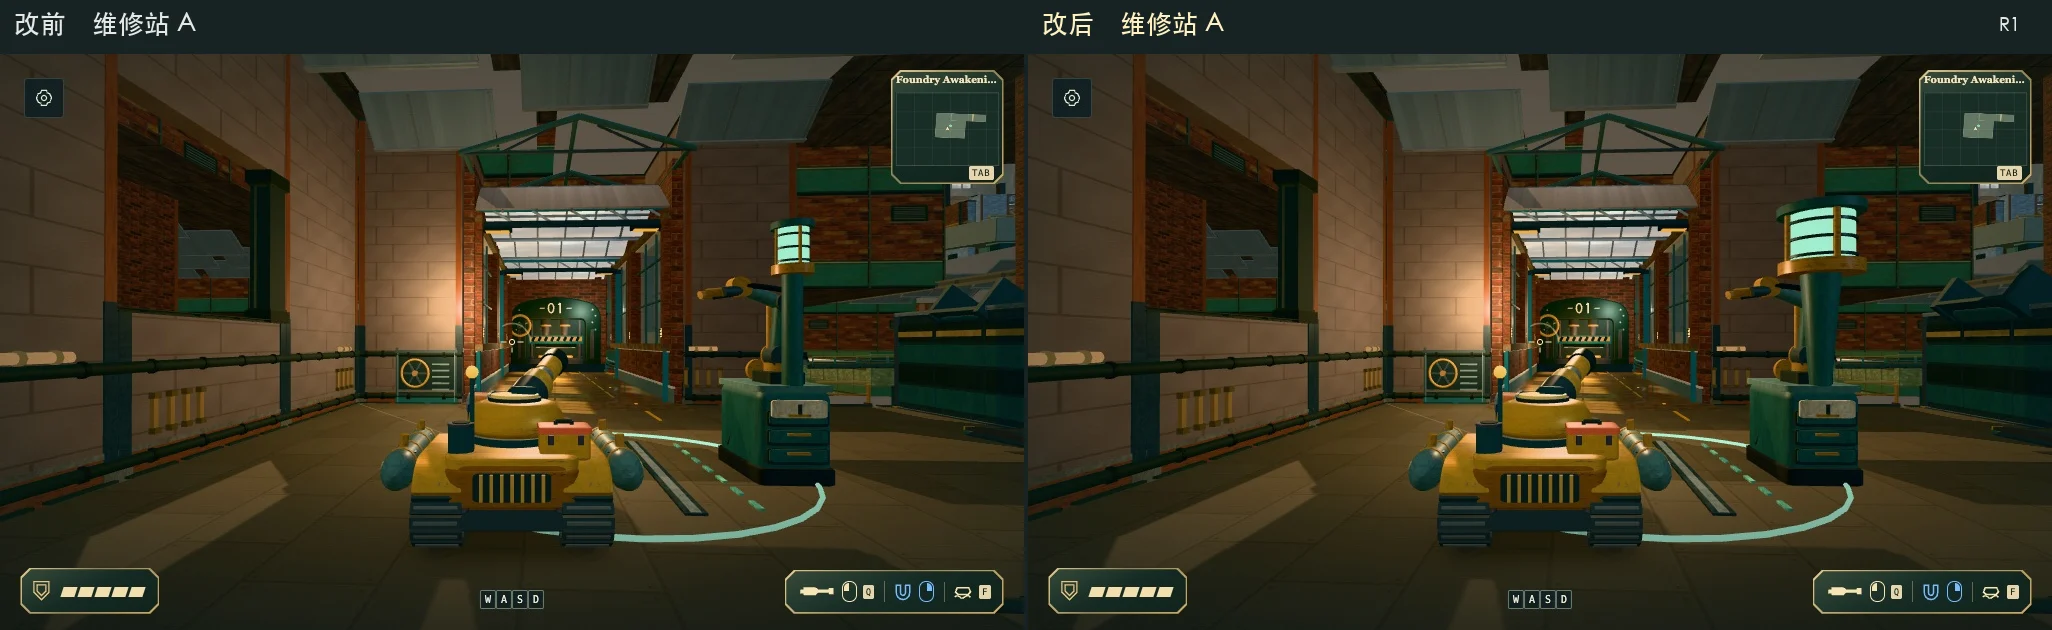 改前 维修站 A
Foundry Awakeni...
TAB
-01-
Q
F
W A S D
改后 维修站 A
R1
Foundry Awakeni...
TAB
-01-
Q
F
W A S D